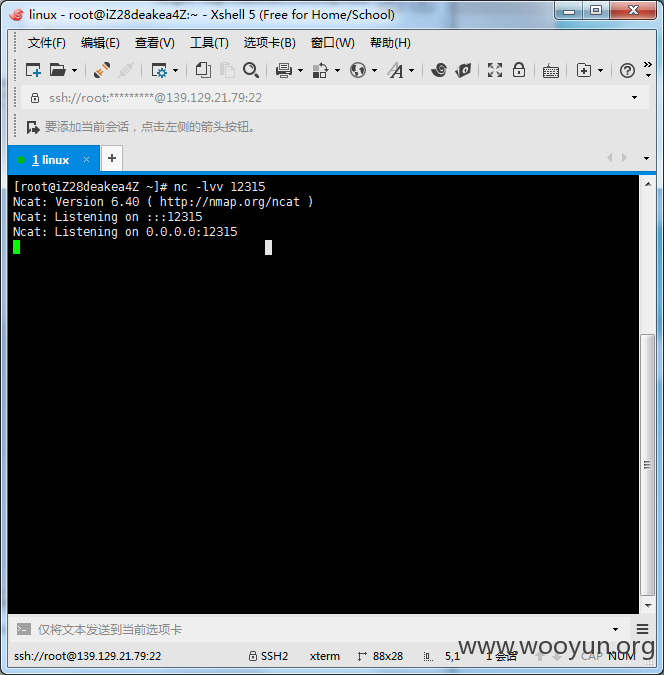 linux - root@iZ28deakea4Z:~ - Xshell 5 (Free for Home/School)
文件(F) 编辑(E) 查看(V) 工具(T) 选项卡(B) 窗口(W) 帮助(H)
ssh://root:*********@139.129.21.79:22
要添加当前会话，点击左侧的箭头按钮。
1 linux × +
[root@iZ28deakea4Z ~]# nc -lvv 12315
Ncat: Version 6.40 ( http://nmap.org/ncat )
Ncat: Listening on :::12315
Ncat: Listening on 0.0.0.0:12315
仅将文本发送到当前选项卡
www.wooyun.org
ssh://root@139.129.21.79:22 SSH2 xterm 88x28 5,1 1 会话 CAP NUM